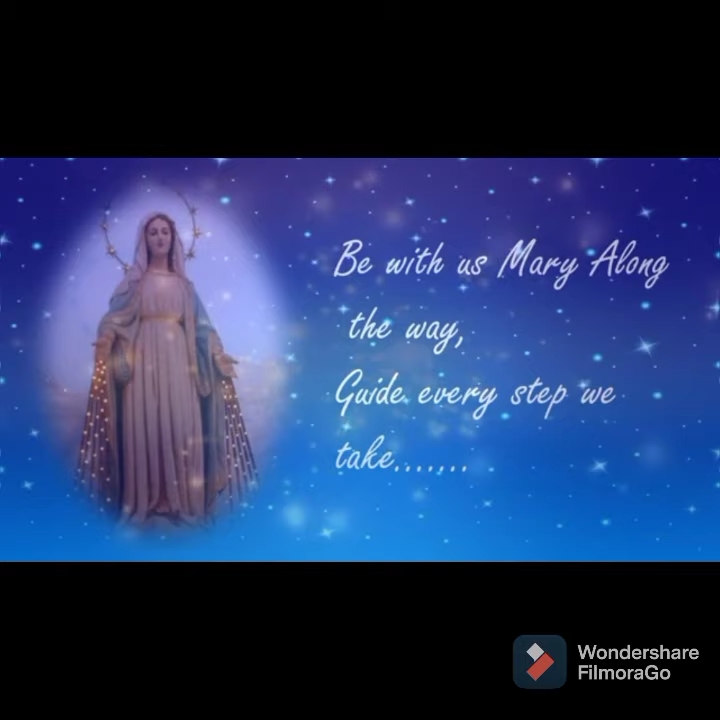 Be with us Mary Along
the way,
Guide every step we
take.......
Wondershare
FilmoraGo